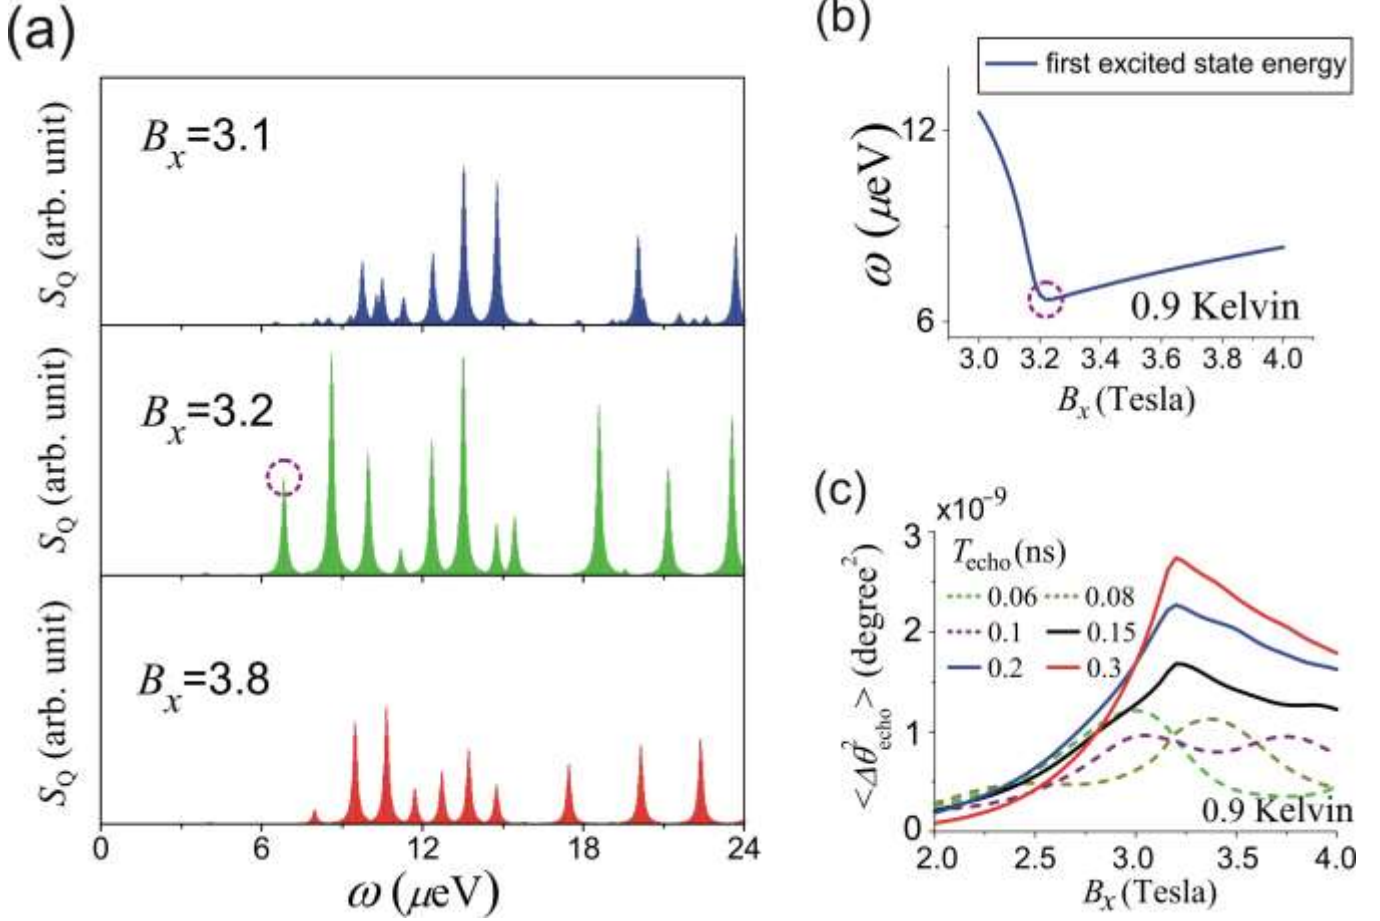 (a)
B_x=3.1
S_Q (arb. unit)
B_x=3.2
S_Q (arb. unit)
B_x=3.8
S_Q (arb. unit)
0 6 12 18 24
ω (μeV)
(b)
first excited state energy
12
6
ω (μeV)
0.9 Kelvin
3.0 3.2 3.4 3.6 3.8 4.0
B_x (Tesla)
(c)
x10⁻⁹
3
2
1
0
<Δθ²_echo> (degree²)
T_echo (ns)
0.06 0.08
0.1 0.15
0.2 0.3
0.9 Kelvin
2.0 2.5 3.0 3.5 4.0
B_x (Tesla)